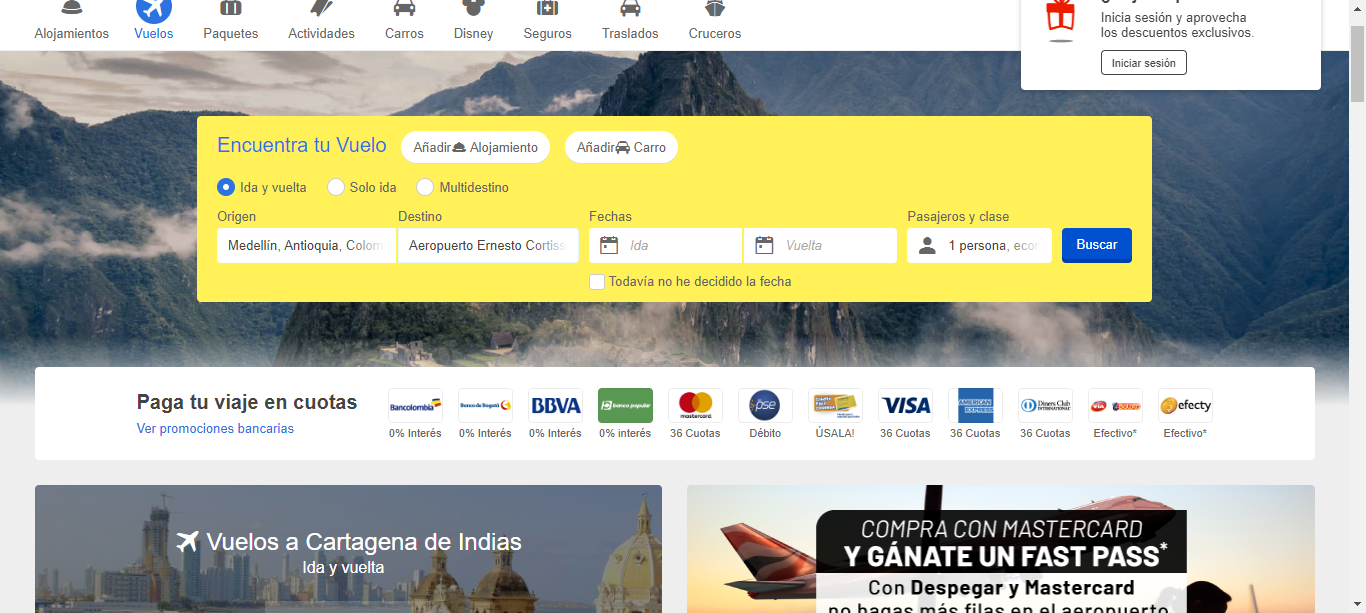 Alojamientos
Vuelos
Paquetes
Actividades
Carros
Disney
Seguros
Traslados
Cruceros
Inicia sesión y aprovecha
los descuentos exclusivos.
Iniciar sesión
Encuentra tu Vuelo
Añadir Alojamiento
Añadir Carro
Ida y vuelta
Solo ida
Multidestino
Origen
Destino
Fechas
Pasajeros y clase
Medellín, Antioquia, Colom
Aeropuerto Ernesto Cortiss
Ida
Vuelta
1 persona, econ
Buscar
Todavía no he decidido la fecha
Paga tu viaje en cuotas
Ver promociones bancarias
Bancolombia
Banco de Bogotá
BBVA
banco popular
mastercard
pse
VISA
AMERICAN EXPRESS
Diners Club
INTERNATIONAL
via
efecty
0% Interés
0% Interés
0% Interés
0% interés
36 Cuotas
Débito
ÚSALA!
36 Cuotas
36 Cuotas
36 Cuotas
Efectivo*
Efectivo*
Vuelos a Cartagena de Indias
Ida y vuelta
COMPRA CON MASTERCARD
Y GÁNATE UN FAST PASS*
Con Despegar y Mastercard
no hagas más filas en el aeropuerto